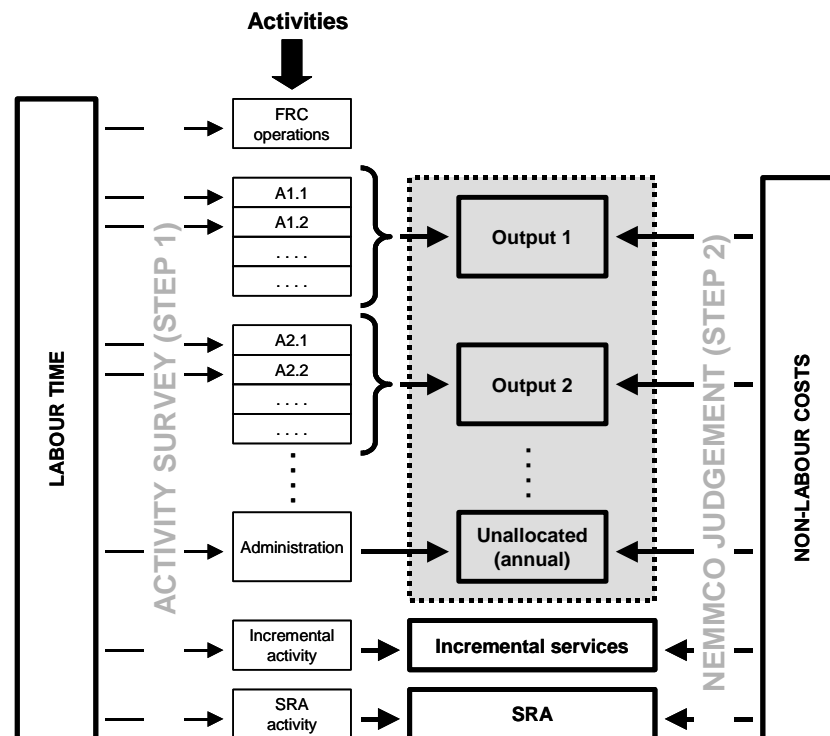 Activities
FRC
operations
A1.1
A1.2
. . . .
. . . .
Output 1
A2.1
A2.2
. . . .
. . . .
Output 2
Administration
Unallocated
(annual)
Incremental
activity
Incremental services
SRA
activity
SRA
LABOUR TIME
ACTIVITY SURVEY (STEP 1)
NEMMCO JUDGEMENT (STEP 2)
NON-LABOUR COSTS